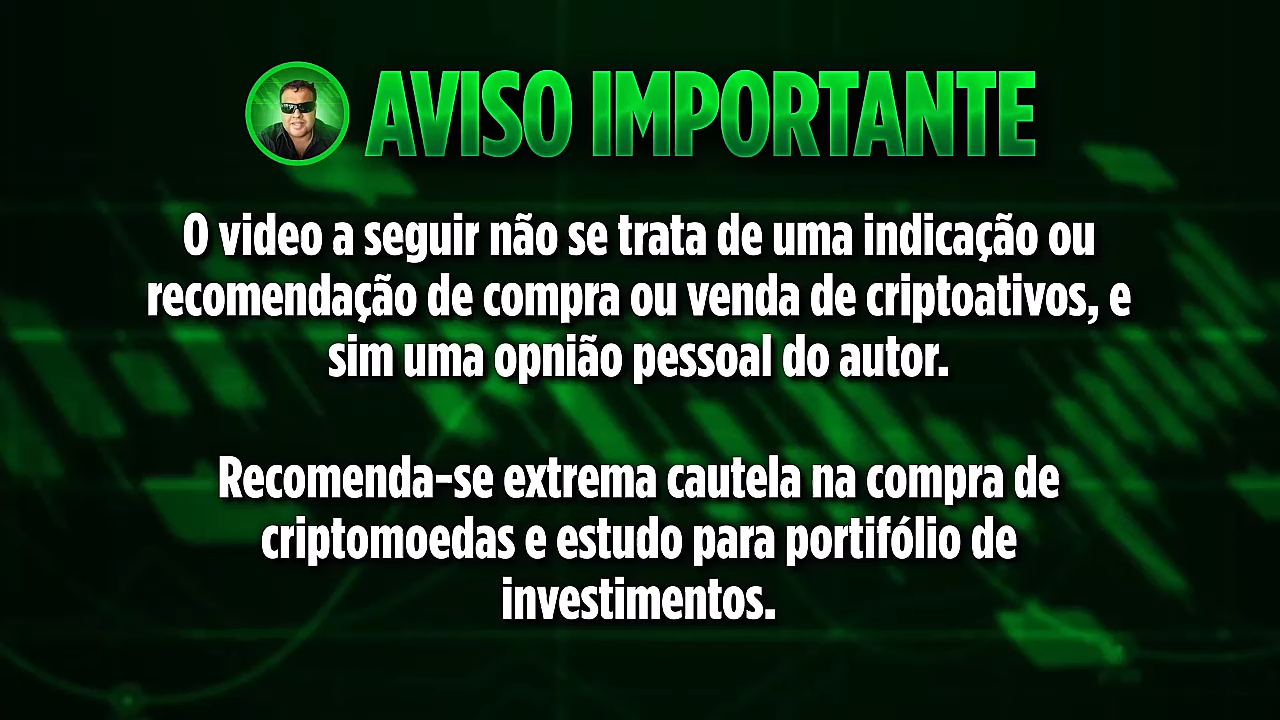 AVISO IMPORTANTE
O video a seguir não se trata de uma indicação ou
recomendação de compra ou venda de criptoativos, e
sim uma opnião pessoal do autor.
Recomenda-se extrema cautela na compra de
criptomoedas e estudo para portifólio de
investimentos.